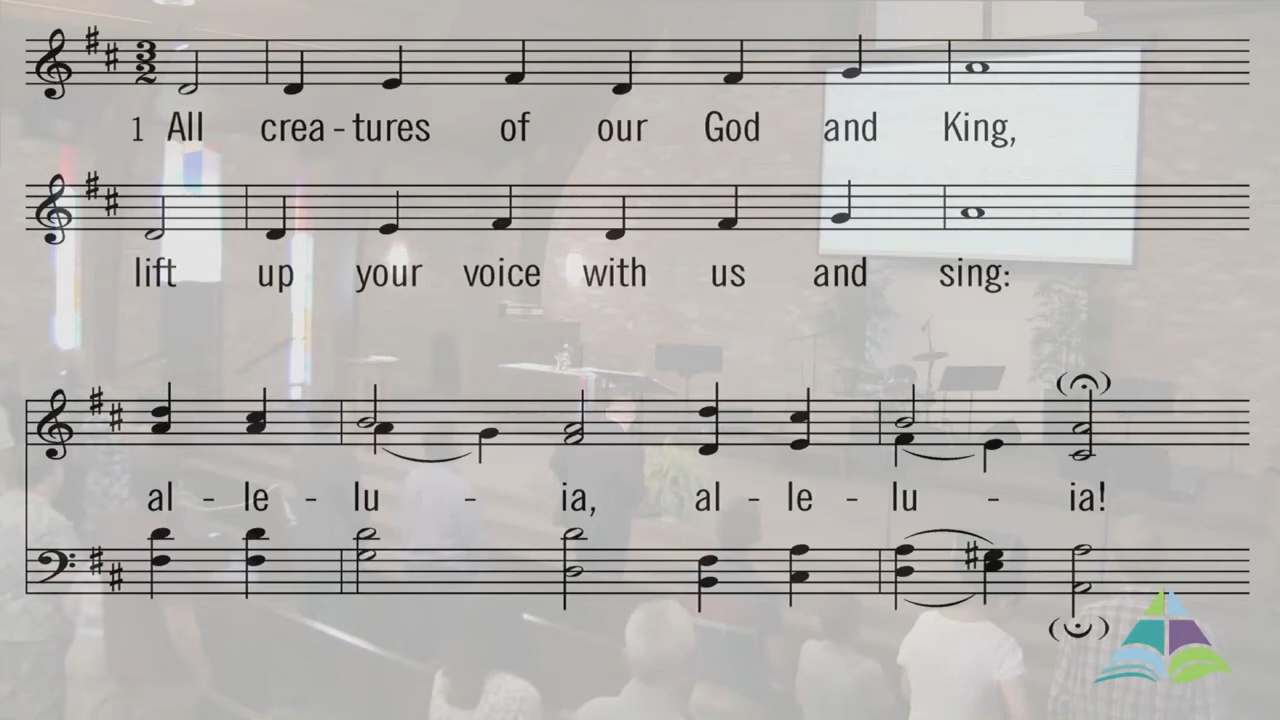 1 All crea - tures of our God and King,
lift up your voice with us and sing:
al - le - lu - ia, al - le - lu - ia!